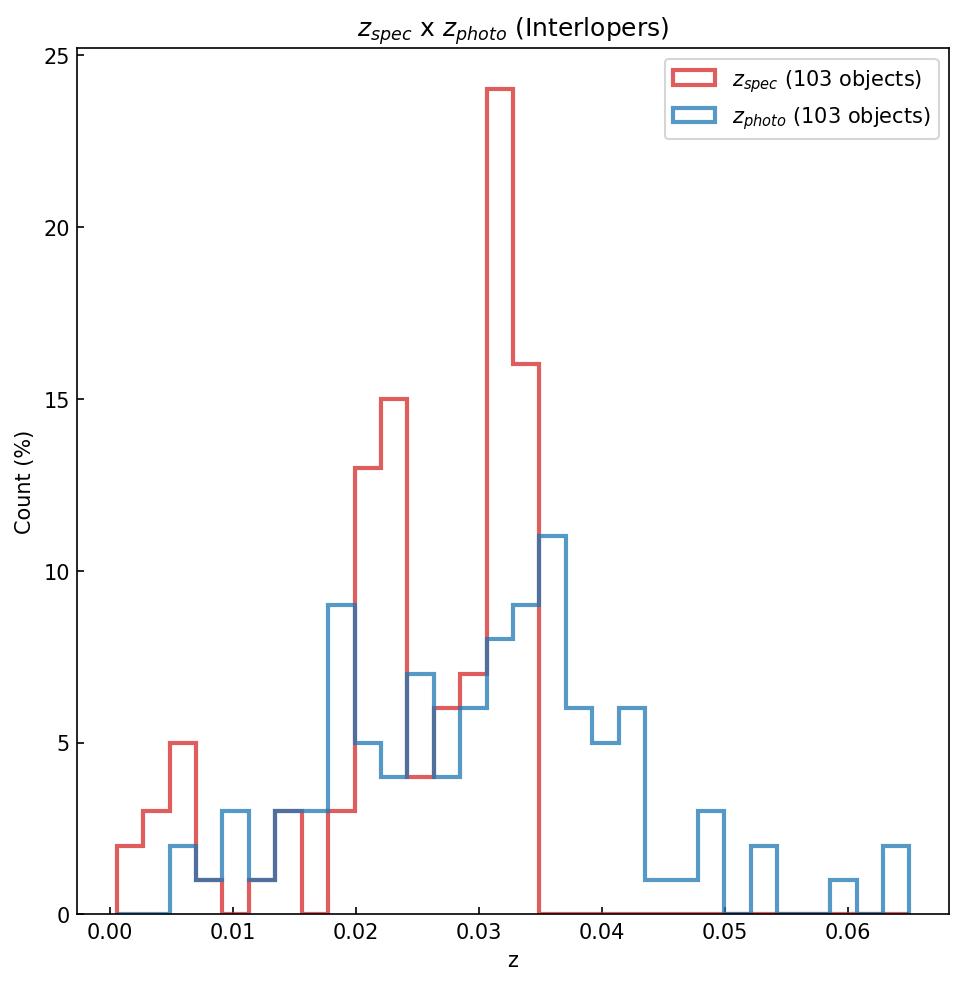 z_spec x z_photo (Interlopers)
z_spec (103 objects)
z_photo (103 objects)
Count (%)
25
20
15
10
5
0
0.00 0.01 0.02 0.03 0.04 0.05 0.06
z